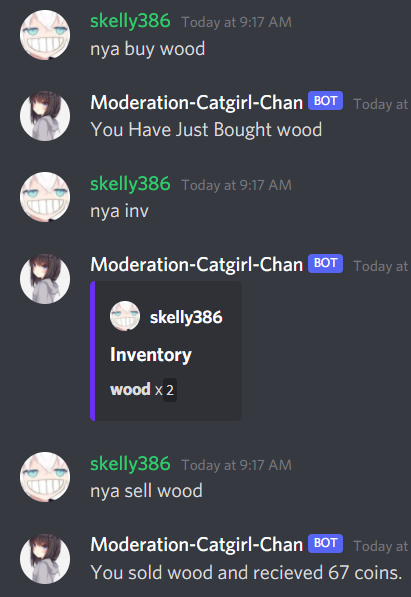 skelly386 Today at 9:17 AM
nya buy wood
Moderation-Catgirl-Chan BOT Today at
You Have Just Bought wood
skelly386 Today at 9:17 AM
nya inv
Moderation-Catgirl-Chan BOT Today at
skelly386
Inventory
wood x 2
skelly386 Today at 9:17 AM
nya sell wood
Moderation-Catgirl-Chan BOT Today at
You sold wood and recieved 67 coins.